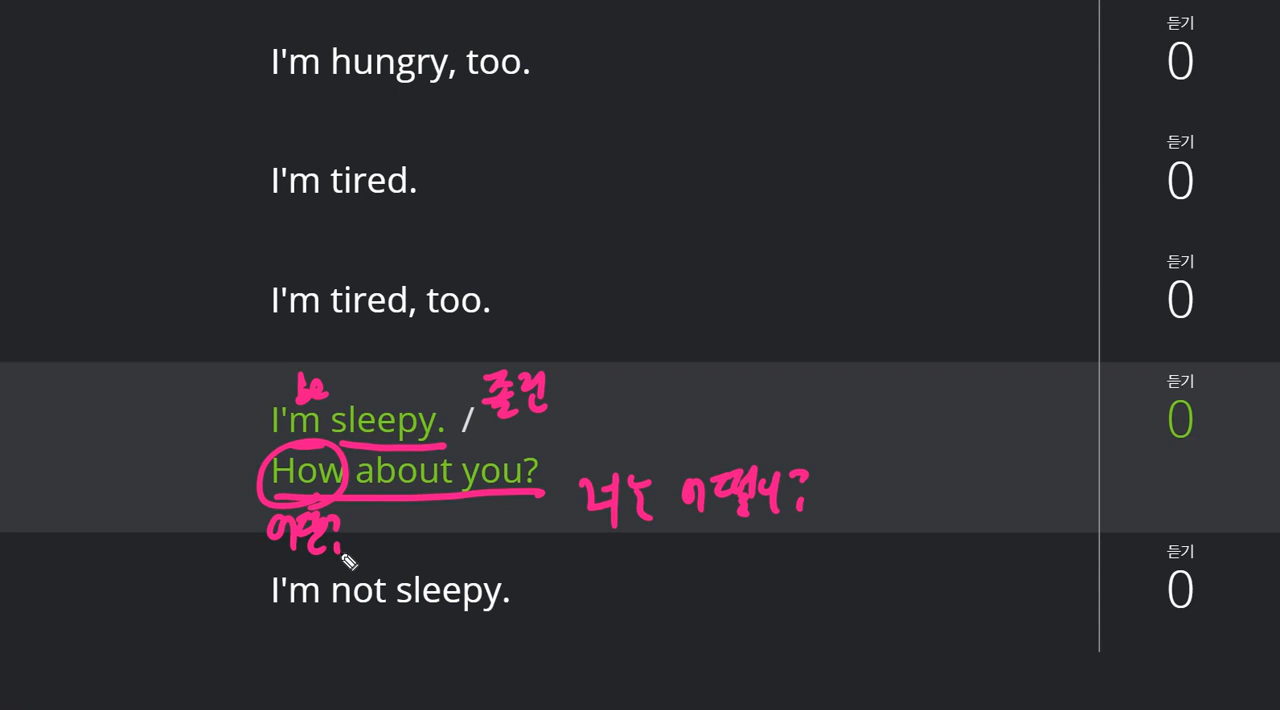 듣기
I'm hungry, too. 0
듣기
I'm tired. 0
듣기
I'm tired, too. 0
be 졸린 듣기
I'm sleepy. / 0
How about you? 너는 어떻니?
어떤?
듣기
I'm not sleepy. 0